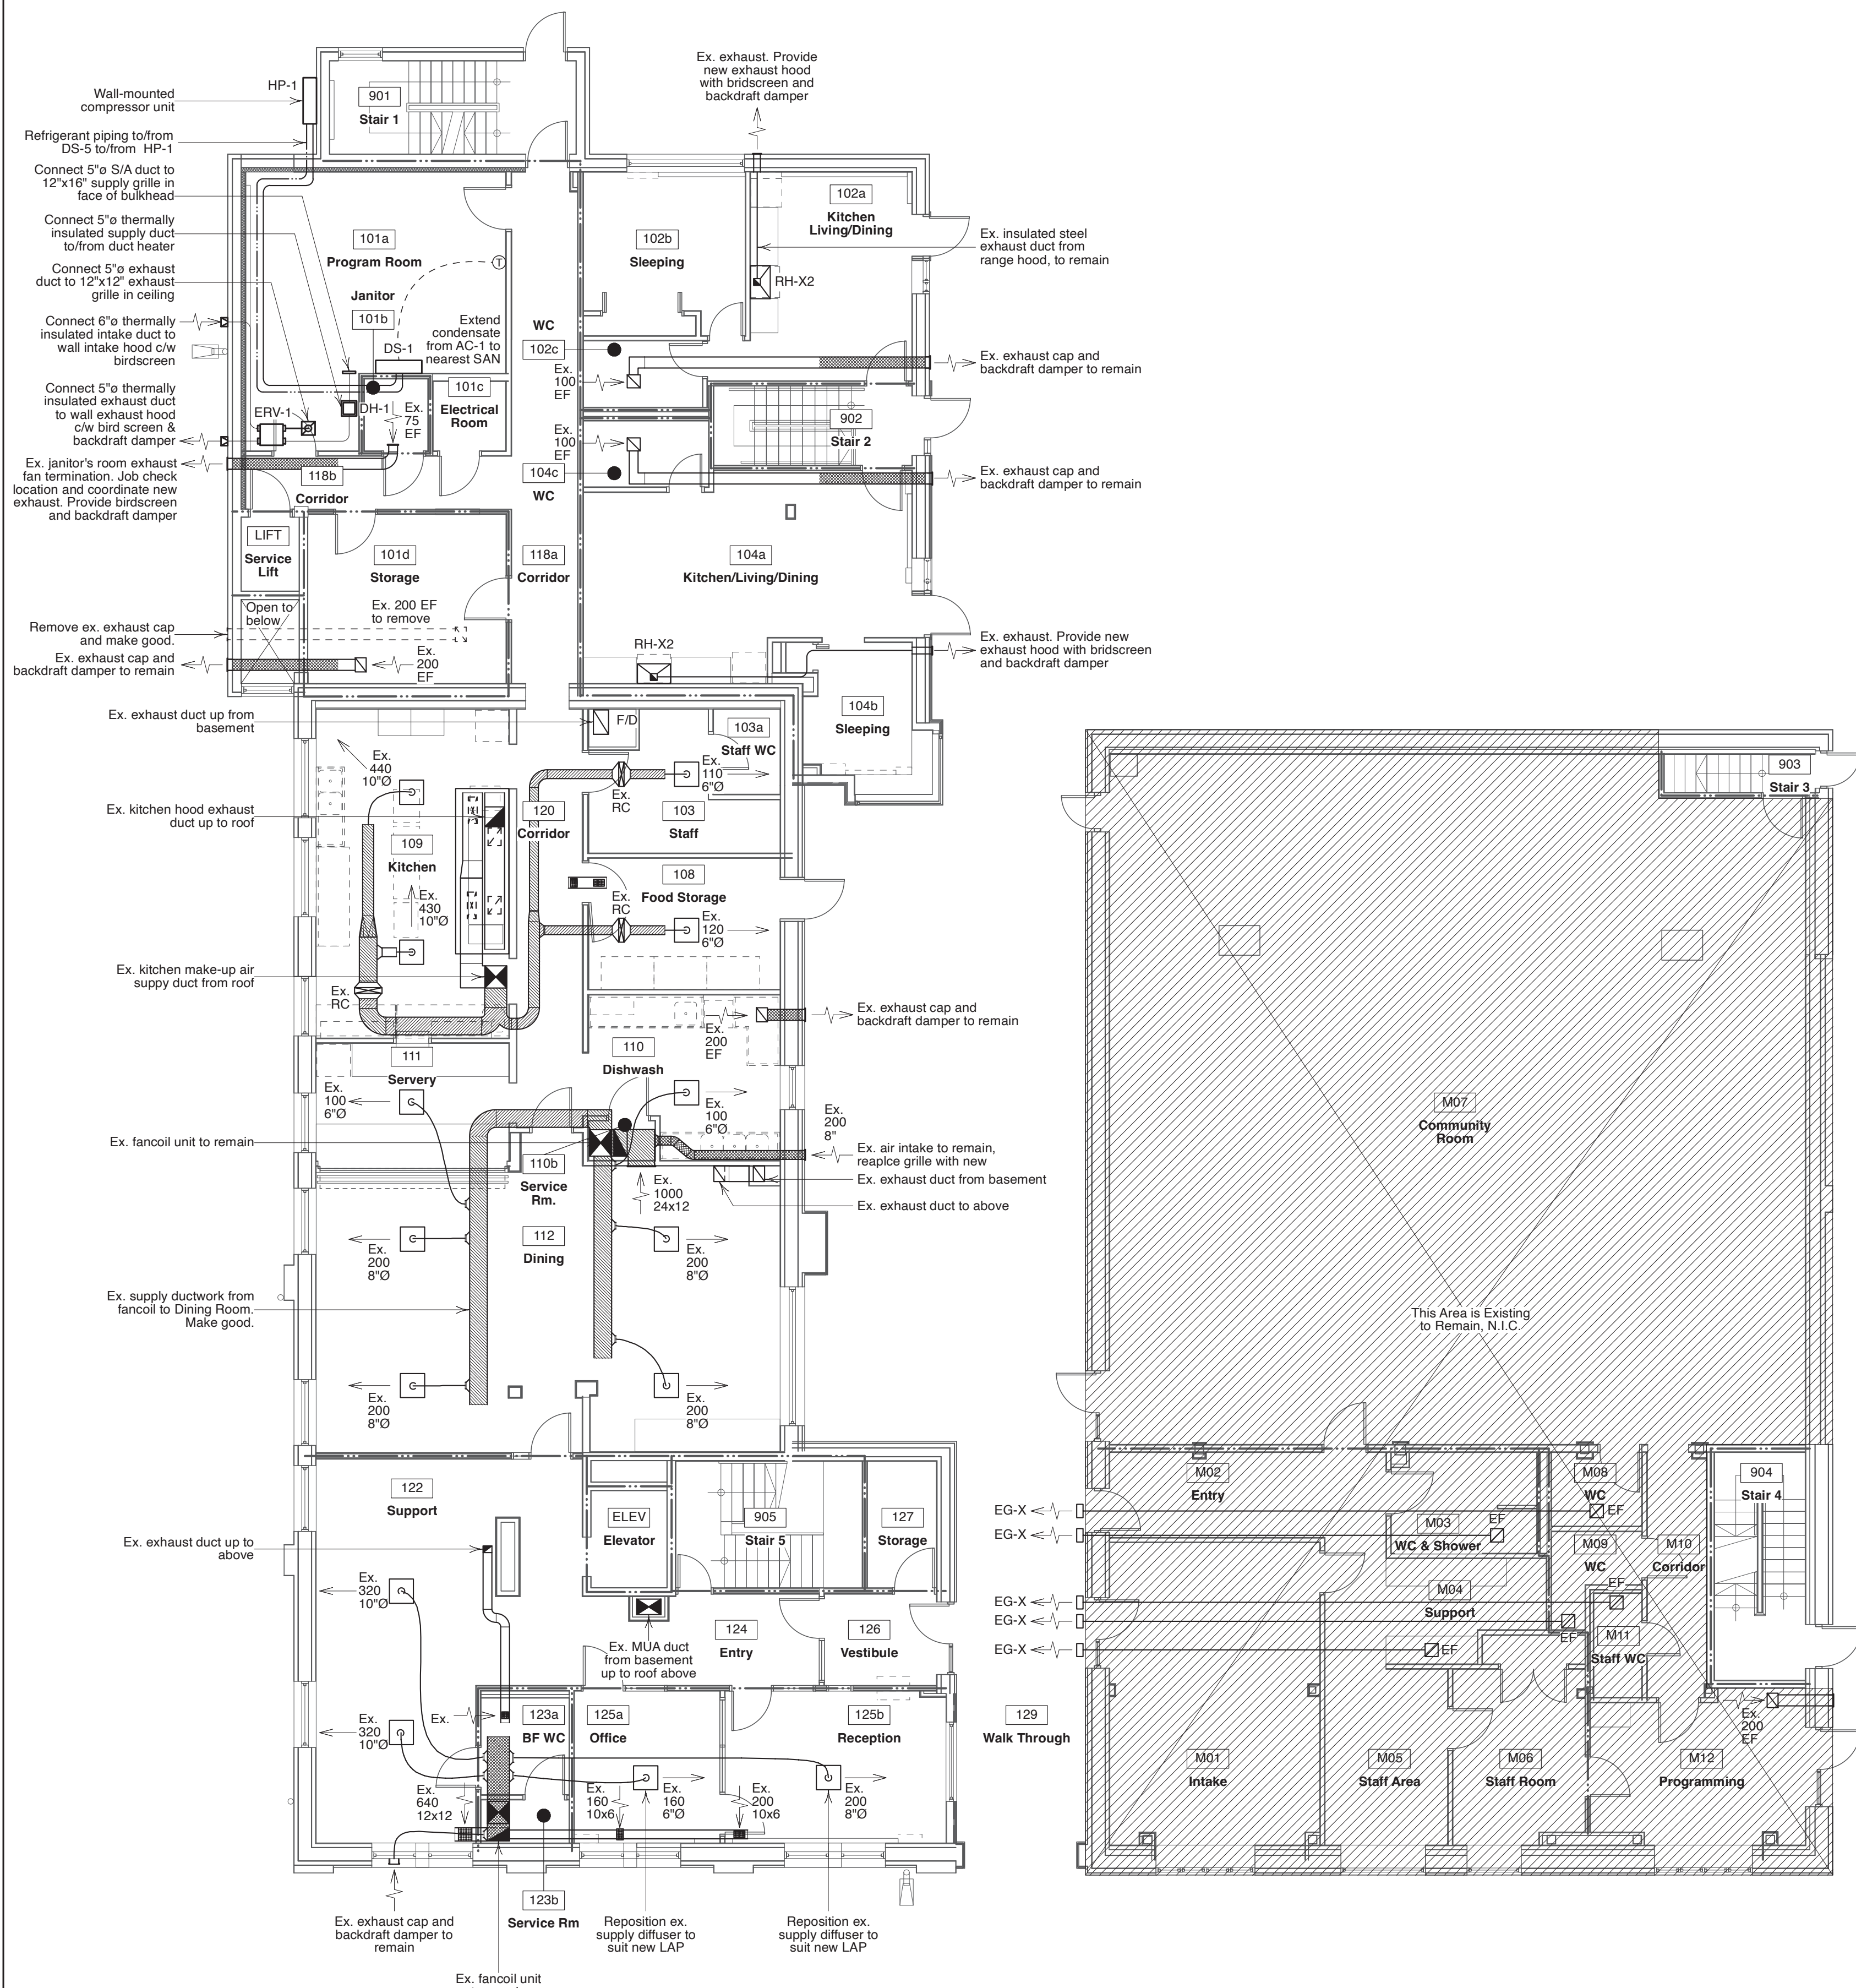 Ex. exhaust. Provide
new exhaust hood
with bridscreen and
backdraft damper
HP-1
Wall-mounted
compressor unit
901
Stair 1
Refrigerant piping to/from
DS-5 to/from HP-1
Connect 5"ø S/A duct to
12"x16" supply grille in
face of bulkhead
Connect 5"ø thermally
insulated supply duct
to/from duct heater
Connect 5"ø exhaust
duct to 12"x12" exhaust
grille in ceiling
Connect 6"ø thermally
insulated intake duct to
wall intake hood c/w
birdscreen
Connect 5"ø thermally
insulated exhaust duct
to wall exhaust hood
c/w bird screen &
backdraft damper
Ex. janitor's room exhaust
fan termination. Job check
location and coordinate new
exhaust. Provide birdscreen
and backdraft damper
101a
Program Room
T
Janitor
101b
DS-1
Extend
condensate
from AC-1 to
nearest SAN
ERV-1
DH-1
Ex.
75
EF
101c
Electrical
Room
118b
Corridor
102a
Kitchen
Living/Dining
102b
Sleeping
RH-X2
Ex. insulated steel
exhaust duct from
range hood, to remain
WC
102c
Ex.
100
EF
Ex. exhaust cap and
backdraft damper to remain
902
Stair 2
Ex.
100
EF
104c
WC
Ex. exhaust cap and
backdraft damper to remain
LIFT
Service
Lift
101d
Storage
118a
Corridor
104a
Kitchen/Living/Dining
Open to
below
Ex. 200 EF
to remove
Remove ex. exhaust cap
and make good.
Ex. exhaust cap and
backdraft damper to remain
Ex.
200
EF
RH-X2
Ex. exhaust. Provide new
exhaust hood with bridscreen
and backdraft damper
104b
Sleeping
Ex. exhaust duct up from
basement
F/D
103a
Staff WC
Ex.
440
10"Ø
Ex.
RC
Ex.
110
6"Ø
Ex. kitchen hood exhaust
duct up to roof
120
Corridor
103
Staff
109
Kitchen
108
Food Storage
Ex.
430
10"Ø
Ex.
RC
Ex.
120
6"Ø
Ex. kitchen make-up air
suppy duct from roof
Ex.
RC
Ex. exhaust cap and
backdraft damper to remain
Ex.
200
EF
111
Servery
110
Dishwash
Ex.
100
6"Ø
Ex.
100
6"Ø
Ex.
200
8"
Ex. fancoil unit to remain
Ex. air intake to remain,
reaplce grille with new
110b
Service
Rm.
Ex.
1000
24x12
Ex. exhaust duct from basement
Ex. exhaust duct to above
112
Dining
Ex.
200
8"Ø
Ex.
200
8"Ø
Ex. supply ductwork from
fancoil to Dining Room.
Make good.
Ex.
200
8"Ø
Ex.
200
8"Ø
122
Support
ELEV
Elevator
905
Stair 5
127
Storage
Ex. exhaust duct up to
above
Ex.
320
10"Ø
Ex. MUA duct
from basement
up to roof above
124
Entry
126
Vestibule
Ex.
320
10"Ø
Ex.
123a
BF WC
125a
Office
125b
Reception
129
Walk Through
Ex.
640
12x12
Ex.
160
10x6
Ex.
160
6"Ø
Ex.
200
10x6
Ex.
200
8"Ø
123b
Service Rm
Ex. exhaust cap and
backdraft damper to
remain
Reposition ex.
supply diffuser to
suit new LAP
Reposition ex.
supply diffuser to
suit new LAP
Ex. fancoil unit
903
Stair 3
M07
Community
Room
This Area is Existing
to Remain, N.I.C.
M02
Entry
M08
WC
904
Stair 4
EG-X
EF
EG-X
M03
EF
WC & Shower
M09
WC
M10
Corridor
M04
Support
EG-X
EF
EG-X
EF
EG-X
EF
M11
Staff WC
Ex.
200
EF
M01
Intake
M05
Staff Area
M06
Staff Room
M12
Programming